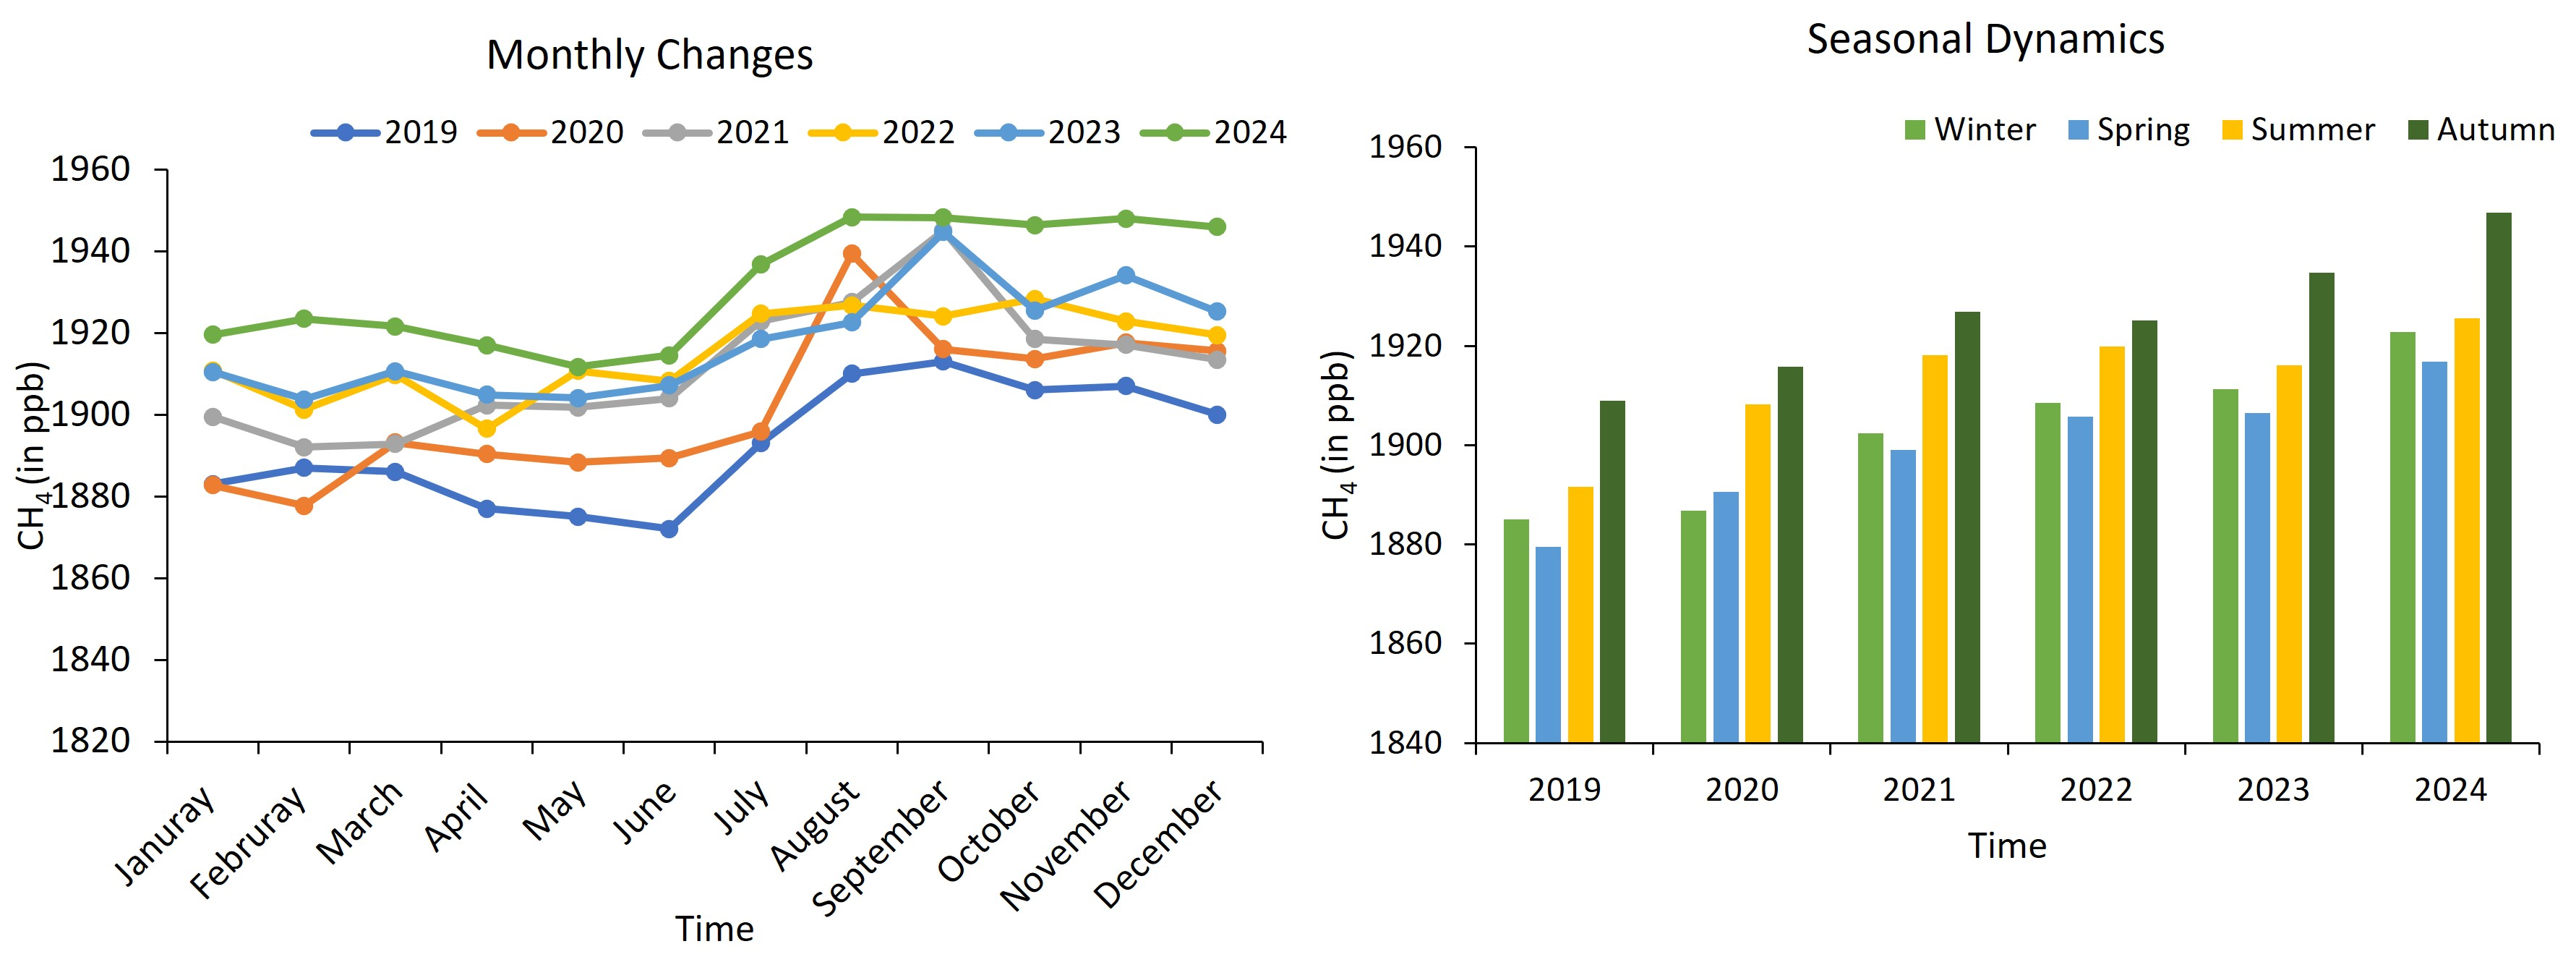 Monthly Changes
2019 2020 2021 2022 2023 2024
1960
1940
1920
1900
1880
1860
1840
1820
CH4 (in ppb)
Januray
Februray
March
April
May
June
July
August
September
October
November
December
Time
Seasonal Dynamics
Winter Spring Summer Autumn
1960
1940
1920
1900
1880
1860
1840
CH4 (in ppb)
2019 2020 2021 2022 2023 2024
Time